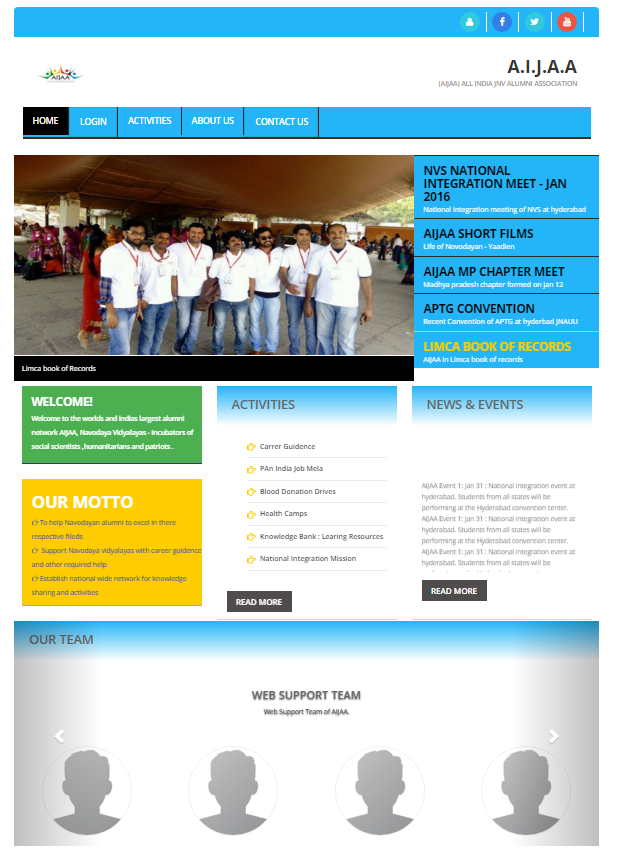 AIJAA
A.I.J.A.A
(AIJAA) ALL INDIA JNV ALUMNI ASSOCIATION
HOME
LOGIN
ACTIVITIES
ABOUT US
CONTACT US
NVS NATIONAL
INTEGRATION MEET - JAN
2016
National Integration meeting of NVS at hyderabad
AIJAA SHORT FILMS
Life of Novodayan - Yaadien
AIJAA MP CHAPTER MEET
Madhya pradesh chapter formed on jan 12
APTG CONVENTION
Recent Convention of APTG at hyderbad JNAUU
LIMCA BOOK OF RECORDS
AIJAA in Limca book of records
Limca book of Records
WELCOME!
Welcome to the worlds and indias largest alumni
network AIJAA, Navodaya Vidyalayas - Incubators of
social scientists ,humanitarians and patriots .
OUR MOTTO
To help Navodayan alumni to excel in there
respective fileds
Support Navodaya vidyalayas with career guidence
and other required help
Establish national wide network for knowledge
sharing and activities
ACTIVITIES
Carrer Guidence
PAn India Job Mela
Blood Donation Drives
Health Camps
Knowledge Bank : Learing Resources
National Integration Mission
READ MORE
NEWS & EVENTS
AIJAA Event 1: Jan 31 : National integration event at
hyderabad. Students from all states will be
performing at the Hyderabad convention center.
AIJAA Event 1: Jan 31 : National integration event at
hyderabad. Students from all states will be
performing at the Hyderabad convention center.
AIJAA Event 1: Jan 31 : National integration event at
hyderabad. Students from all states will be
READ MORE
OUR TEAM
WEB SUPPORT TEAM
Web Support Team of AIJAA.